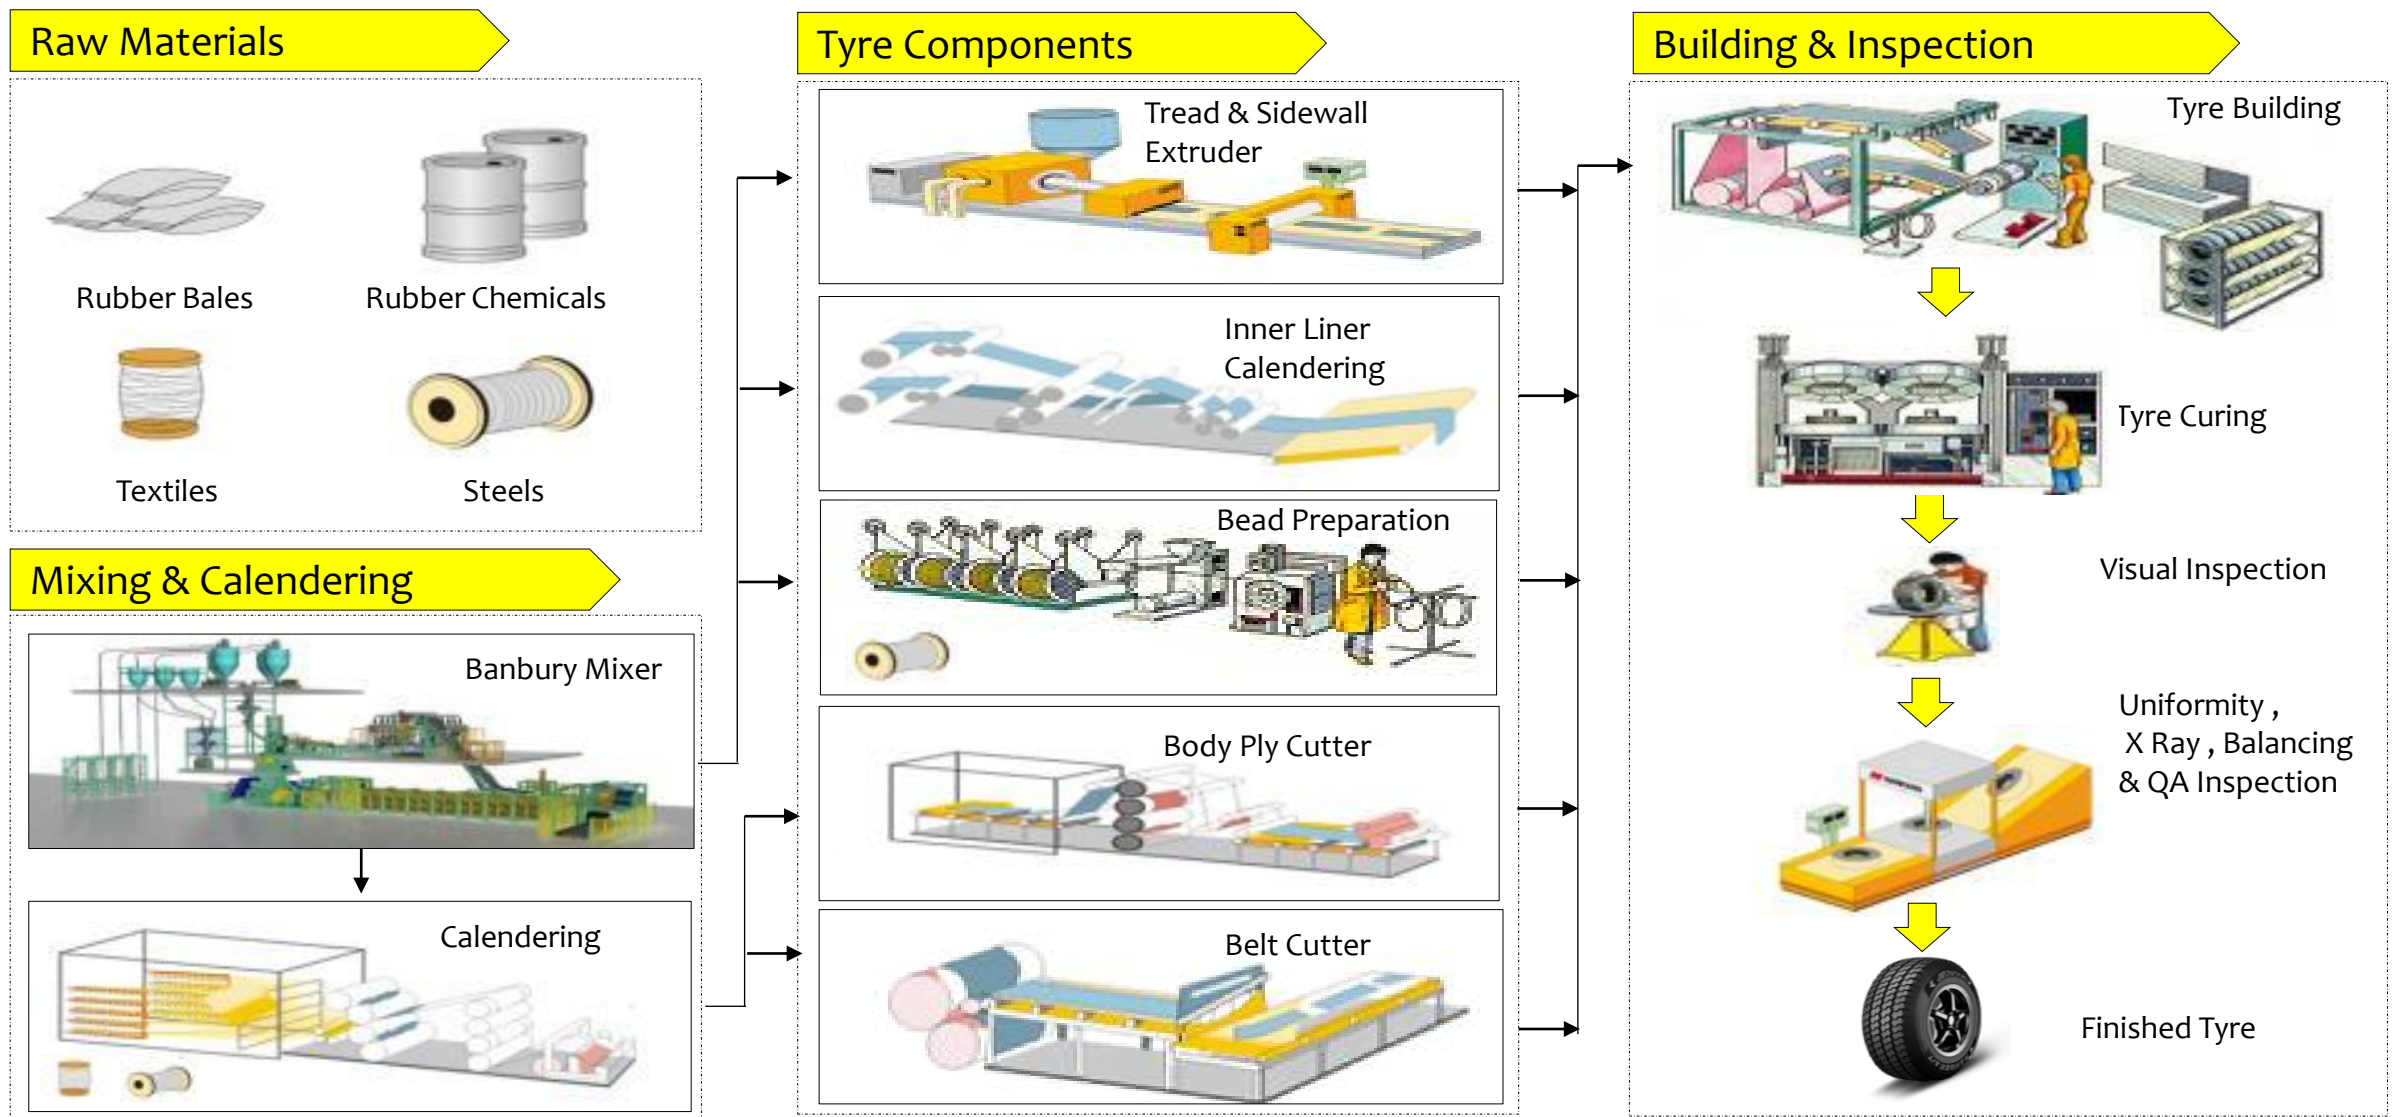 Raw Materials
Rubber Bales
Rubber Chemicals
Textiles
Steels
Mixing & Calendering
Banbury Mixer
Calendering
Tyre Components
Tread & Sidewall
Extruder
Inner Liner
Calendering
Bead Preparation
Body Ply Cutter
Belt Cutter
Building & Inspection
Tyre Building
Tyre Curing
Visual Inspection
Uniformity ,
X Ray , Balancing
& QA Inspection
Finished Tyre